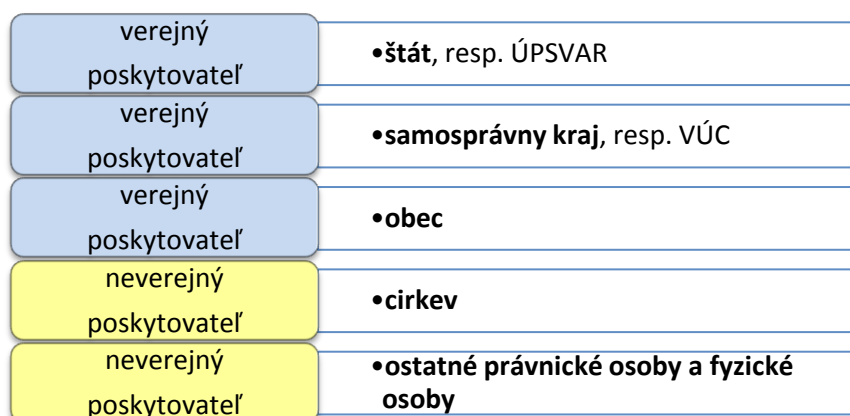 verejný
poskytovateľ
•štát, resp. ÚPSVAR
verejný
poskytovateľ
•samosprávny kraj, resp. VÚC
verejný
poskytovateľ
•obec
neverejný
poskytovateľ
•cirkev
neverejný
poskytovateľ
•ostatné právnické osoby a fyzické
osoby